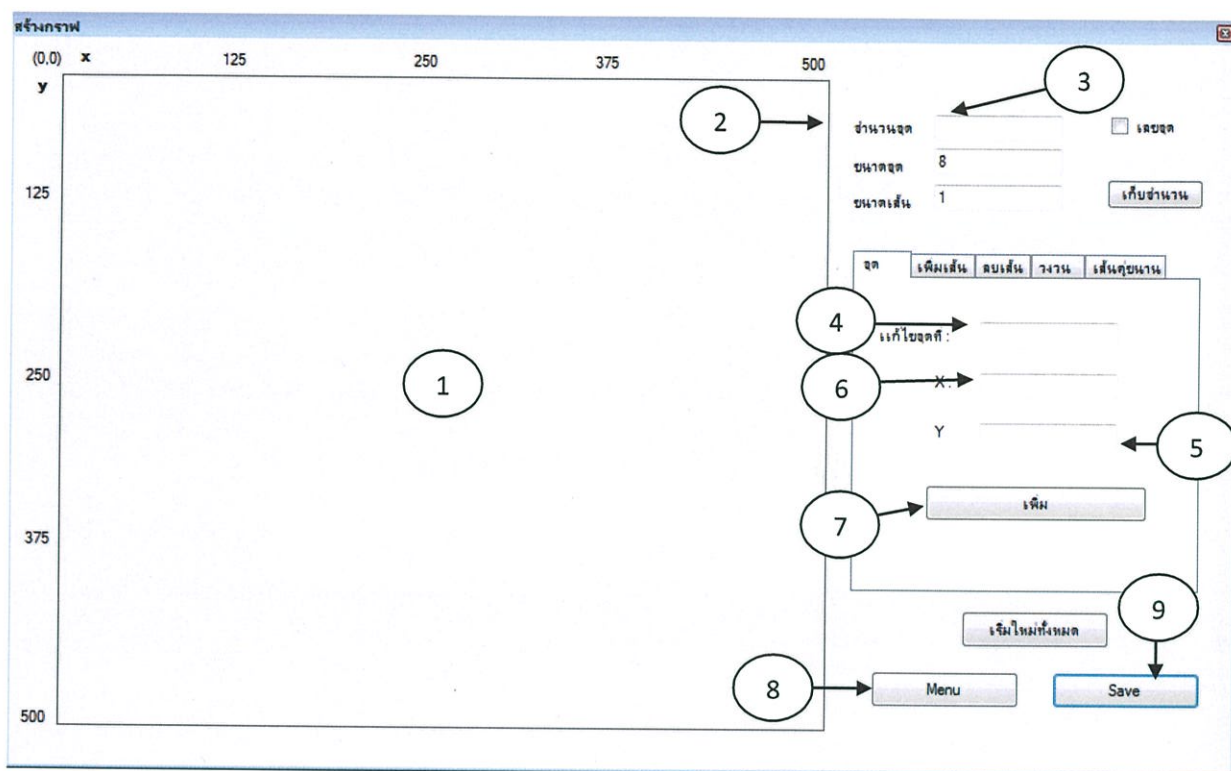 สร้างกราฟ
(0,0) x 125 250 375 500
y
3
2
จำนวนจุด
เลขจุด
ขนาดจุด 8
125
ขนาดเส้น 1
เก็บจำนวน
จุด เพิ่มเส้น ลบเส้น วงวน เส้นคู่ขนาน
4
แก้ไขจุดที่ :
250
1
6
X :
Y
5
7
เพิ่ม
375
9
เริ่มใหม่ทั้งหมด
8
Menu
Save
500